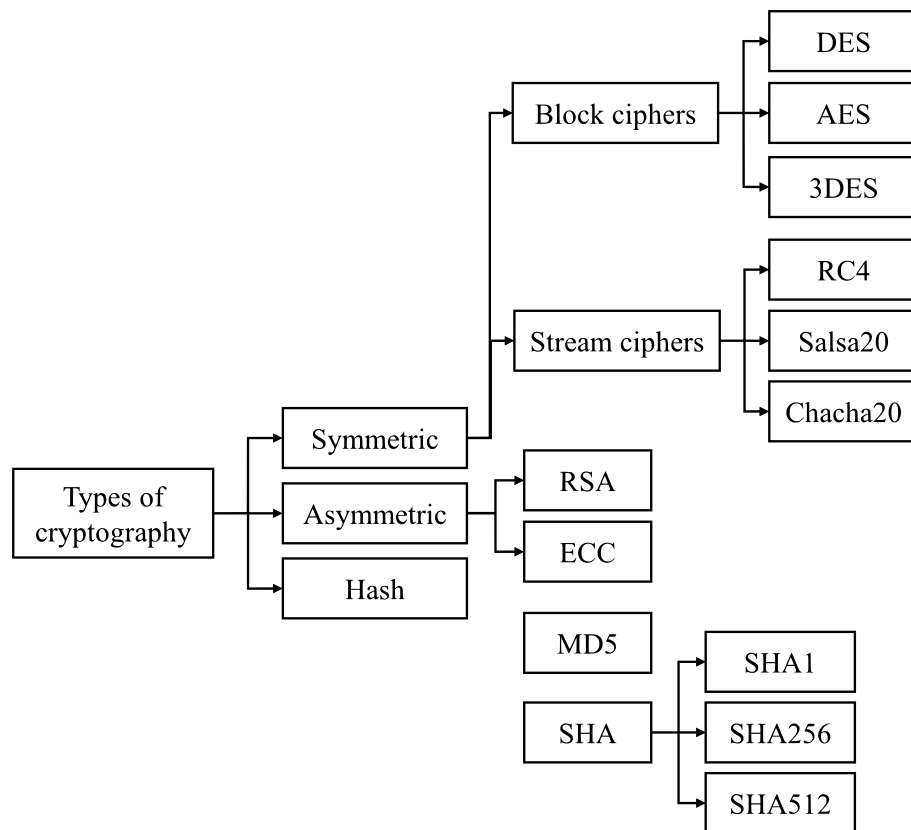 DES
Block ciphers
AES
3DES
RC4
Stream ciphers
Salsa20
Chacha20
Symmetric
RSA
Types of
cryptography
Asymmetric
ECC
Hash
MD5
SHA1
SHA
SHA256
SHA512